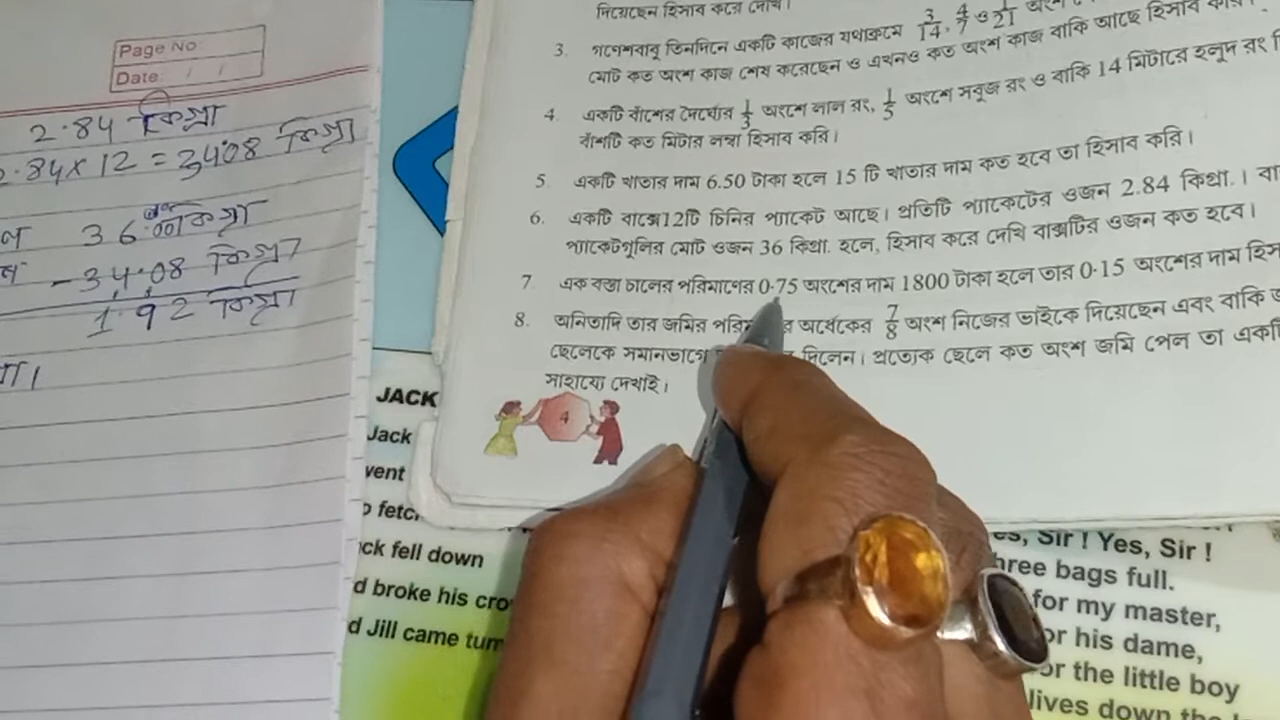 Page No:
Date: / /
2.84 কিগ্রা
2.84 x 12 = 34.08 কিগ্রা
36.00 কিগ্রা
-34.08 কিগ্রা
1.92 কিগ্রা
দিয়েছেন হিসাব করে দেখি।
3. গণেশবাবু তিনদিনে একটি কাজের যথাক্রমে 3/14, 4/7 ও 1/21 অংশ
মোট কত অংশ কাজ শেষ করেছেন ও এখনও কত অংশ কাজ বাকি আছে হিসাব করি।
4. একটি বাঁশের দৈর্ঘ্যের 1/3 অংশে লাল রং, 1/5 অংশে সবুজ রং ও বাকি 14 মিটারে হলুদ রং
বাঁশটি কত মিটার লম্বা হিসাব করি।
5. একটি খাতার দাম 6.50 টাকা হলে 15 টি খাতার দাম কত হবে তা হিসাব করি।
6. একটি বাক্সে 12টি চিনির প্যাকেট আছে। প্রতিটি প্যাকেটের ওজন 2.84 কিগ্রা.।
প্যাকেটগুলির মোট ওজন 36 কিগ্রা. হলে, হিসাব করে দেখি বাক্সটির ওজন কত হবে।
7. এক বস্তা চালের পরিমাণের 0.75 অংশের দাম 1800 টাকা হলে তার 0.15 অংশের দাম
8. অনিতাদি তার জমির অর্ধেকের 7/8 অংশ নিজের ভাইকে দিয়েছেন এবং বাকি
ছেলেকে সমানভাগে দিলেন। প্রত্যেক ছেলে কত অংশ জমি পেল তা
সাহায্যে দেখাই।
4
JACK
Jack
went
fetch
ck fell down
d broke his cro
d Jill came tum
Yes, Sir ! Yes, Sir !
hree bags full.
for my master,
or his dame,
or the little boy
lives down the